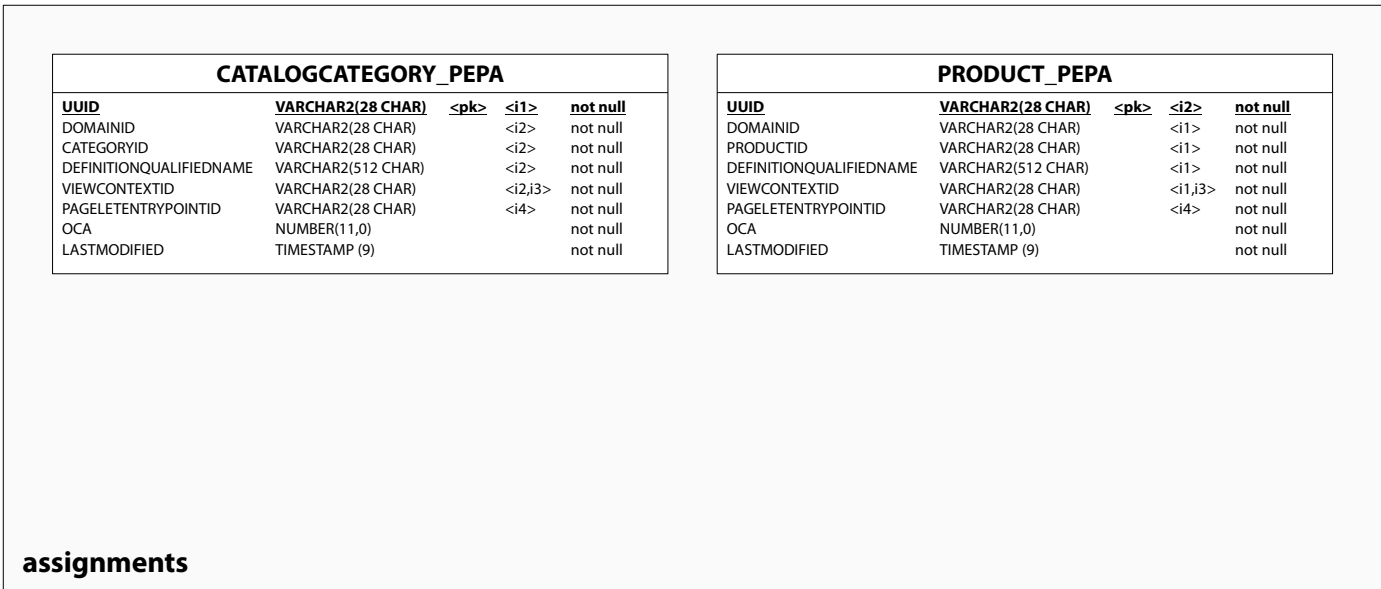 CATALOGCATEGORY_PEPA
UUID VARCHAR2(28 CHAR) <pk> <i1> not null
DOMAINID VARCHAR2(28 CHAR) <i2> not null
CATEGORYID VARCHAR2(28 CHAR) <i2> not null
DEFINITIONQUALIFIEDNAME VARCHAR2(512 CHAR) <i2> not null
VIEWCONTEXTID VARCHAR2(28 CHAR) <i2,i3> not null
PAGELETENTRYPOINTID VARCHAR2(28 CHAR) <i4> not null
OCA NUMBER(11,0) not null
LASTMODIFIED TIMESTAMP (9) not null
PRODUCT_PEPA
UUID VARCHAR2(28 CHAR) <pk> <i2> not null
DOMAINID VARCHAR2(28 CHAR) <i1> not null
PRODUCTID VARCHAR2(28 CHAR) <i1> not null
DEFINITIONQUALIFIEDNAME VARCHAR2(512 CHAR) <i1> not null
VIEWCONTEXTID VARCHAR2(28 CHAR) <i1,i3> not null
PAGELETENTRYPOINTID VARCHAR2(28 CHAR) <i4> not null
OCA NUMBER(11,0) not null
LASTMODIFIED TIMESTAMP (9) not null
assignments